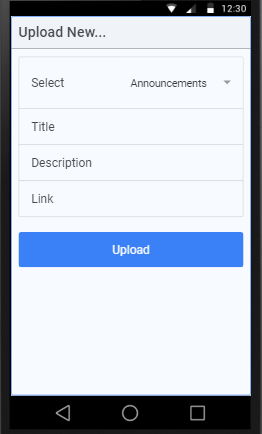 12:30
Upload New...
Select Announcements
Title
Description
Link
Upload